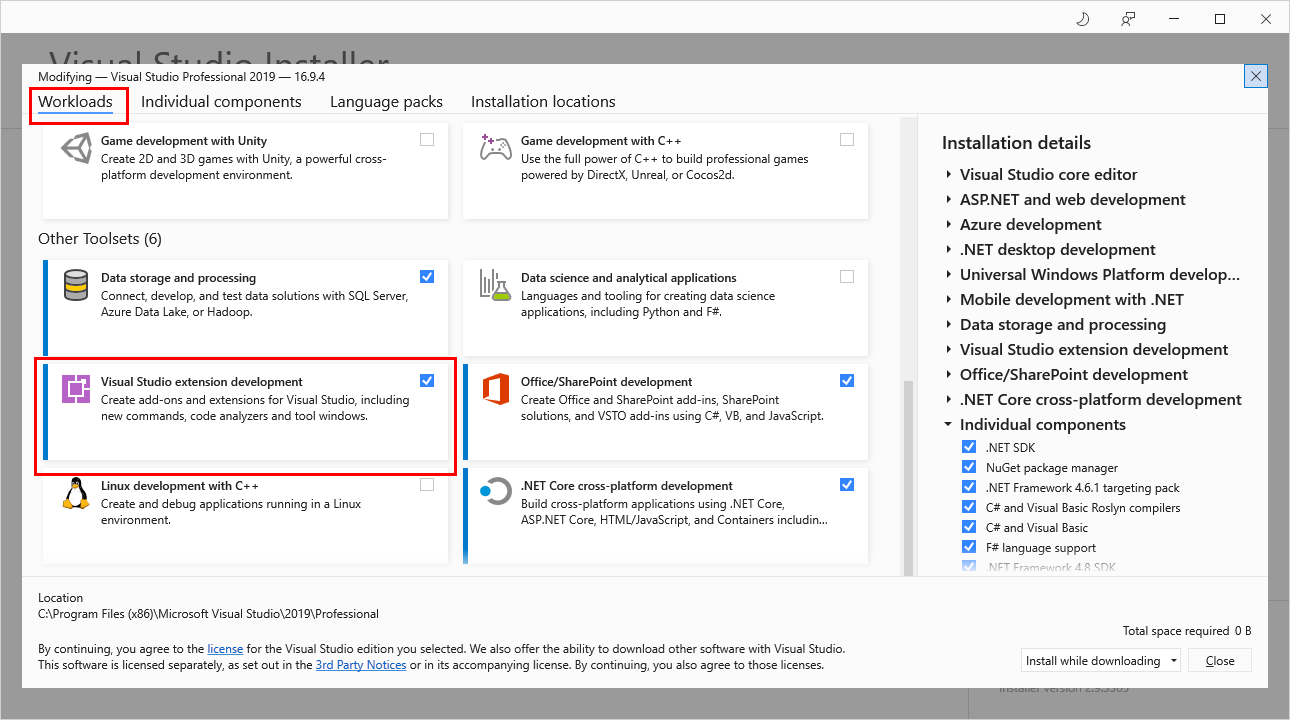 Visual Studio Installer
Modifying — Visual Studio Professional 2019 — 16.9.4
Workloads
Individual components
Language packs
Installation locations
Game development with Unity
Create 2D and 3D games with Unity, a powerful cross-
platform development environment.
Game development with C++
Use the full power of C++ to build professional games
powered by DirectX, Unreal, or Cocos2d.
Other Toolsets (6)
Data storage and processing
Connect, develop, and test data solutions with SQL Server,
Azure Data Lake, or Hadoop.
Data science and analytical applications
Languages and tooling for creating data science
applications, including Python and F#.
Visual Studio extension development
Create add-ons and extensions for Visual Studio, including
new commands, code analyzers and tool windows.
Office/SharePoint development
Create Office and SharePoint add-ins, SharePoint
solutions, and VSTO add-ins using C#, VB, and JavaScript.
Linux development with C++
Create and debug applications running in a Linux
environment.
.NET Core cross-platform development
Build cross-platform applications using .NET Core,
ASP.NET Core, HTML/JavaScript, and Containers includin...
Installation details
Visual Studio core editor
ASP.NET and web development
Azure development
.NET desktop development
Universal Windows Platform develop...
Mobile development with .NET
Data storage and processing
Visual Studio extension development
Office/SharePoint development
.NET Core cross-platform development
Individual components
.NET SDK
NuGet package manager
.NET Framework 4.6.1 targeting pack
C# and Visual Basic Roslyn compilers
C# and Visual Basic
F# language support
.NET Framework 4.8 SDK
Location
C:\Program Files (x86)\Microsoft Visual Studio\2019\Professional
By continuing, you agree to the license for the Visual Studio edition you selected. We also offer the ability to download other software with Visual Studio.
This software is licensed separately, as set out in the 3rd Party Notices or in its accompanying license. By continuing, you also agree to those licenses.
Total space required 0 B
Install while downloading
Close
Installer version